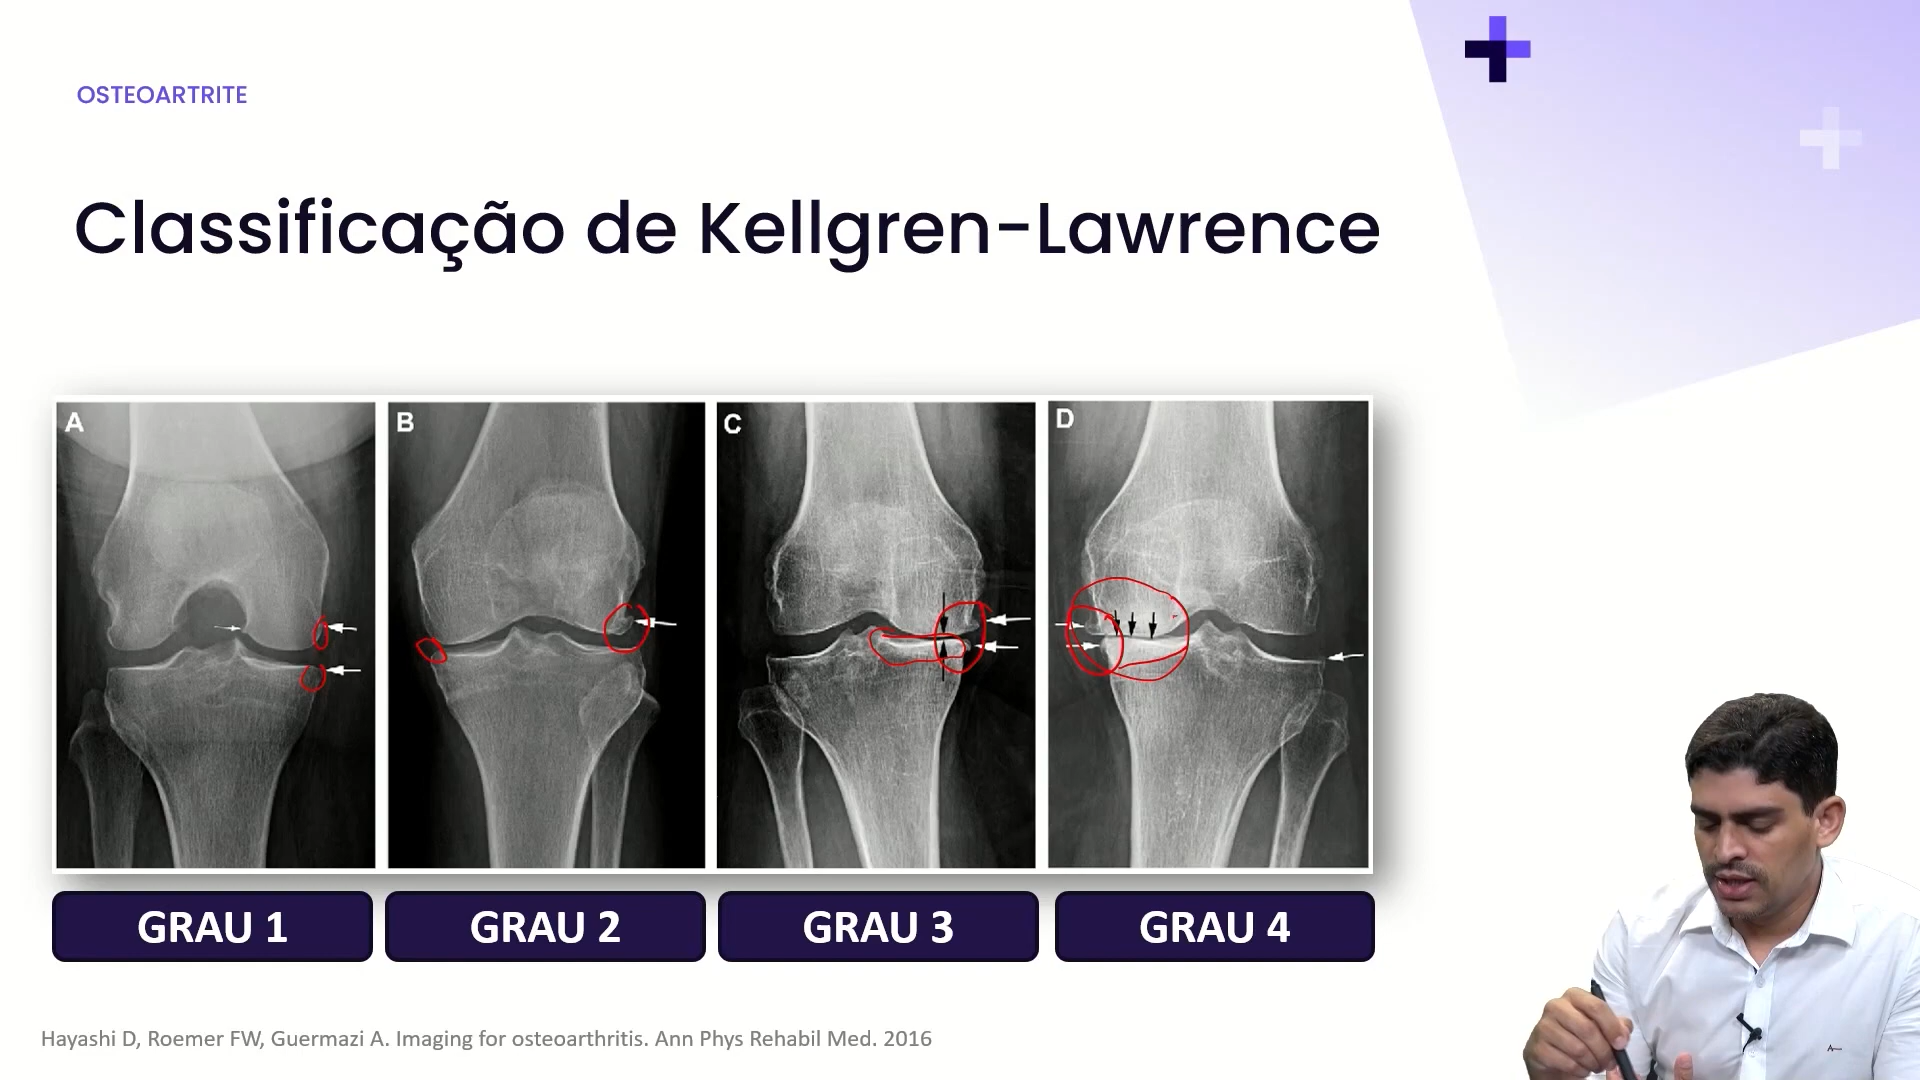 OSTEOARTRITE
Classificação de Kellgren-Lawrence
A B C D
GRAU 1 GRAU 2 GRAU 3 GRAU 4
Hayashi D, Roemer FW, Guermazi A. Imaging for osteoarthritis. Ann Phys Rehabil Med. 2016